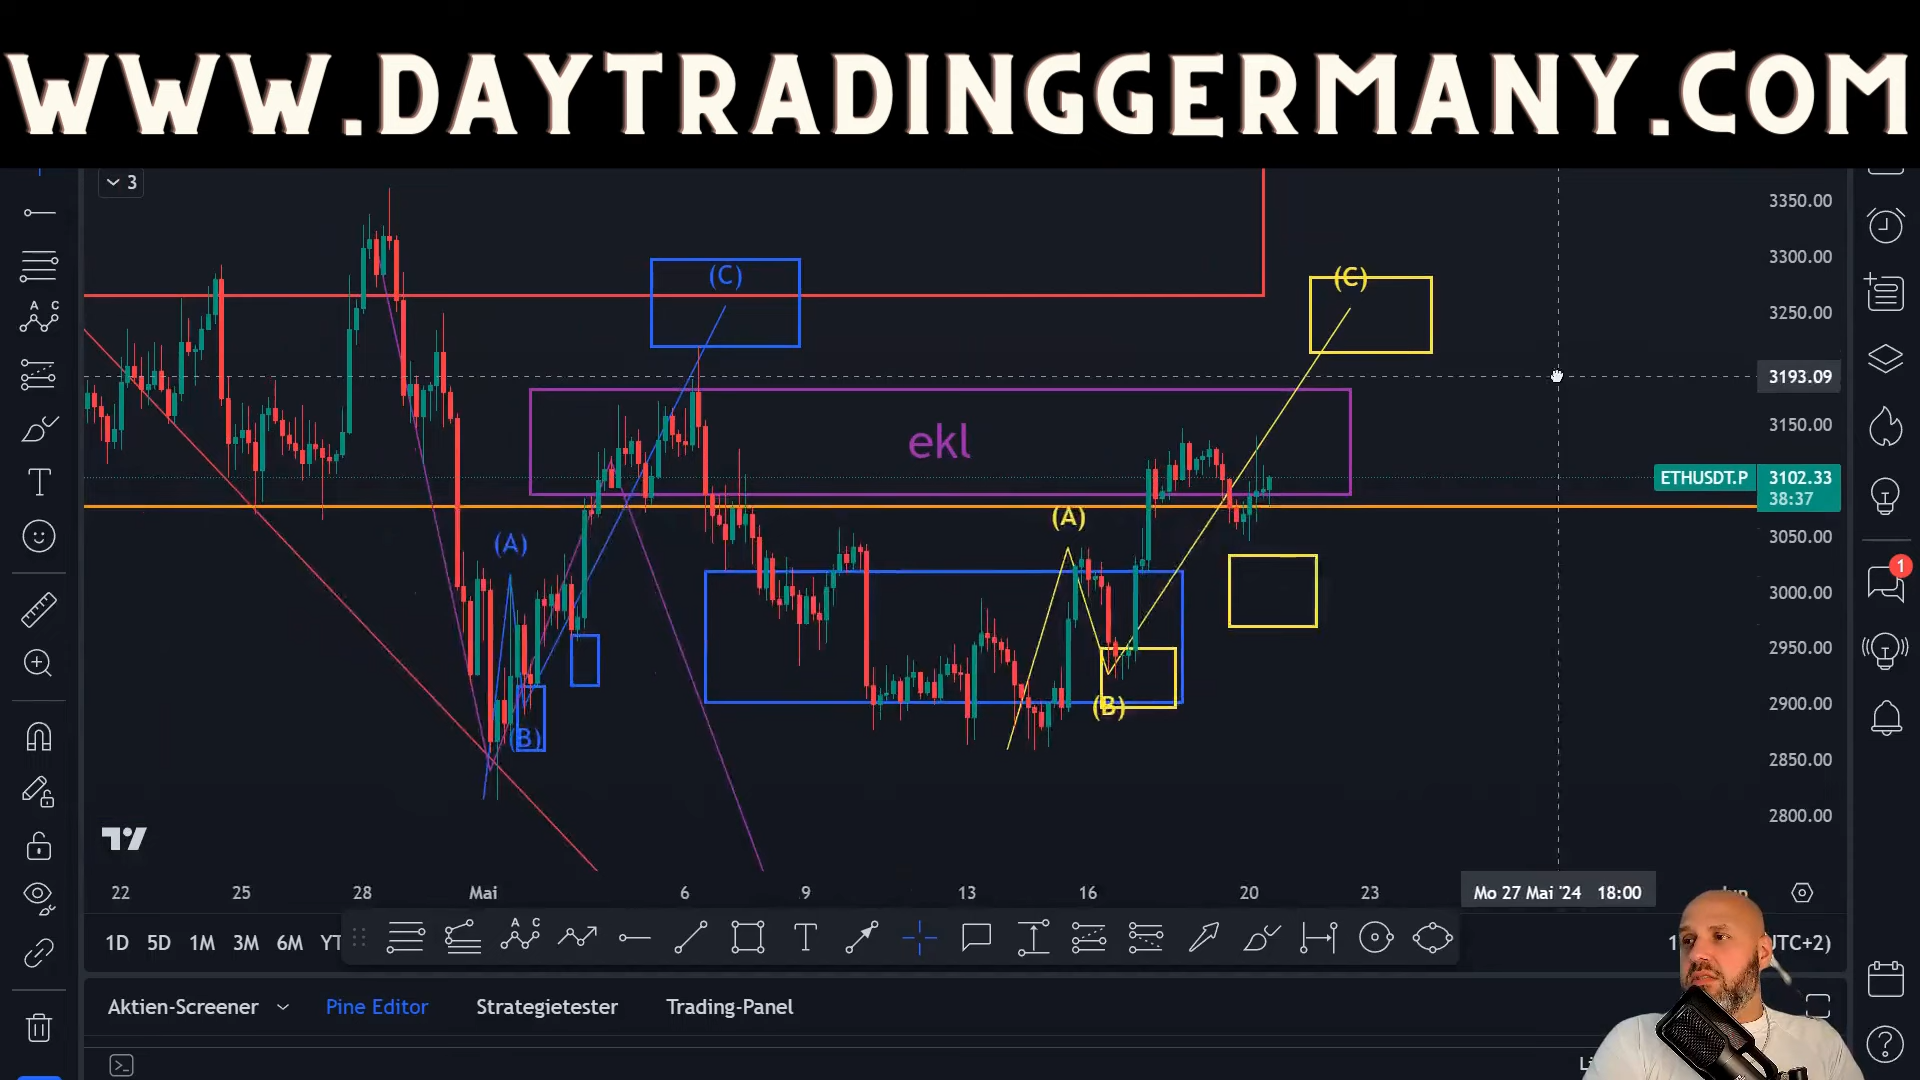 WWW.DAYTRADINGGERMANY.COM
3
3350.00
3300.00
3250.00
3193.09
3150.00
ETHUSDT.P 3102.33
38:37
3050.00
3000.00
2950.00
2900.00
2850.00
2800.00
(C)
(C)
ekl
(A)
(A)
(B)
(B)
A C
1
22 25 28 Mai 6 9 13 16 20 23 Mo 27 Mai '24 18:00
1D 5D 1M 3M 6M
A C
Aktien-Screener Pine Editor Strategietester Trading-Panel